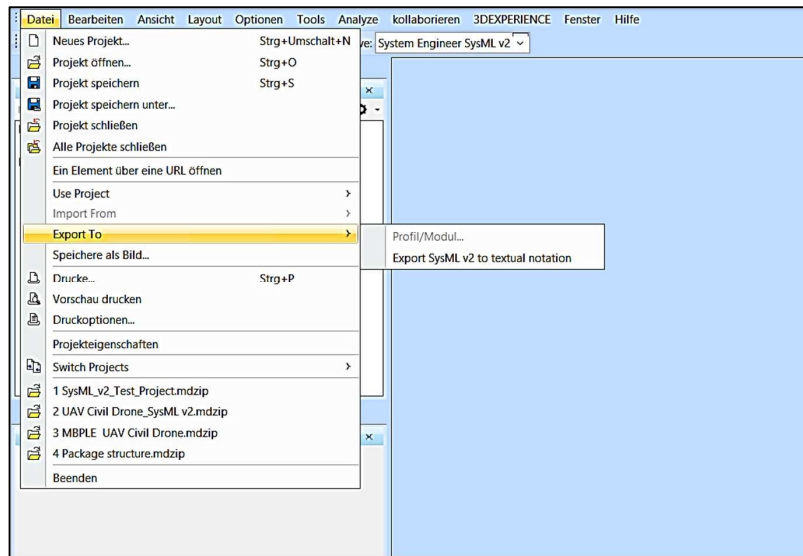 Datei Bearbeiten Ansicht Layout Optionen Tools Analyze kollaborieren 3DEXPERIENCE Fenster Hilfe
Neues Projekt... Strg+Umschalt+N
ve: System Engineer SysML v2
Projekt öffnen... Strg+O
Projekt speichern Strg+S
Projekt speichern unter...
Projekt schließen
Alle Projekte schließen
Ein Element über eine URL öffnen
Use Project
Import From
Export To
Profil/Modul...
Export SysML v2 to textual notation
Speichere als Bild...
Drucke... Strg+P
Vorschau drucken
Druckoptionen...
Projekteigenschaften
Switch Projects
1 SysML_v2_Test_Project.mdzip
2 UAV Civil Drone_SysML v2.mdzip
3 MBPLE UAV Civil Drone.mdzip
4 Package structure.mdzip
Beenden